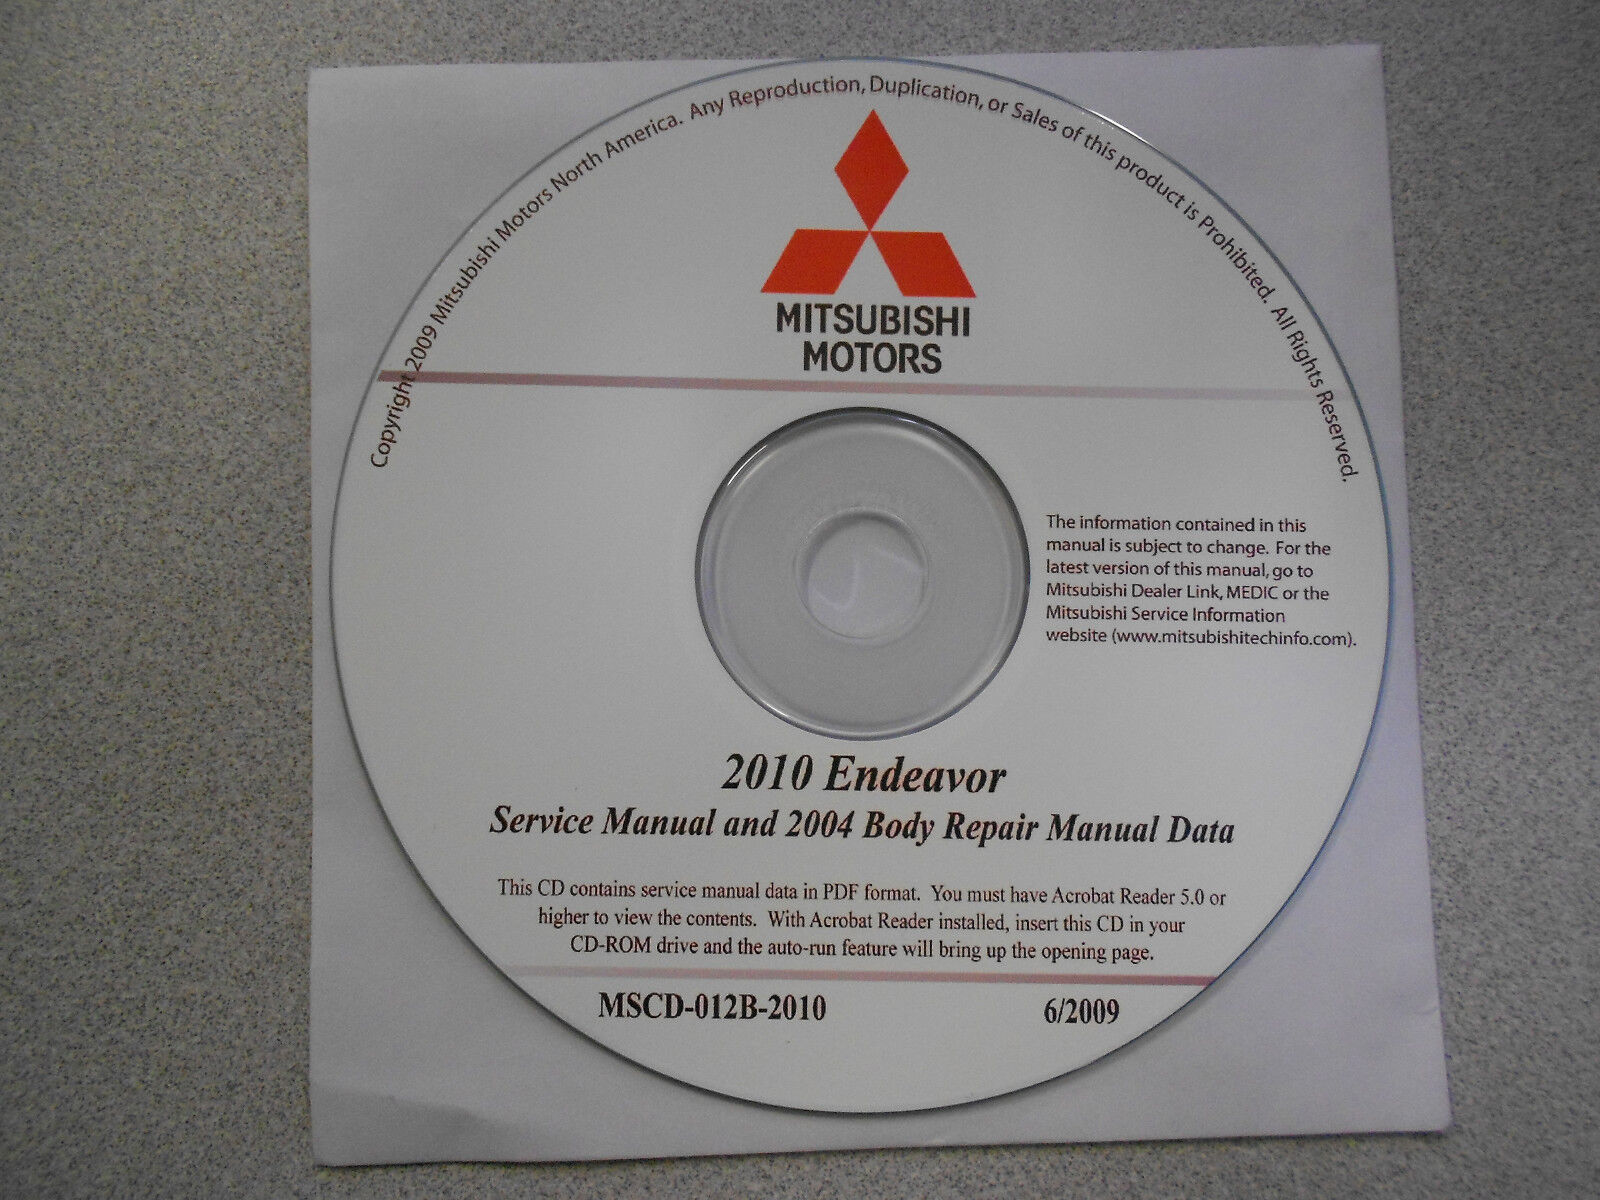 Copyright 2009 Mitsubishi Motors North America. Any Reproduction, Duplication, or Sales of this product is Prohibited. All Rights Reserved.
MITSUBISHI
MOTORS
The information contained in this
manual is subject to change. For the
latest version of this manual, go to
Mitsubishi Dealer Link, MEDIC or the
Mitsubishi Service Information
website (www.mitsubishitechinfo.com).
2010 Endeavor
Service Manual and 2004 Body Repair Manual Data
This CD contains service manual data in PDF format. You must have Acrobat Reader 5.0 or
higher to view the contents. With Acrobat Reader installed, insert this CD in your
CD-ROM drive and the auto-run feature will bring up the opening page.
MSCD-012B-2010 6/2009